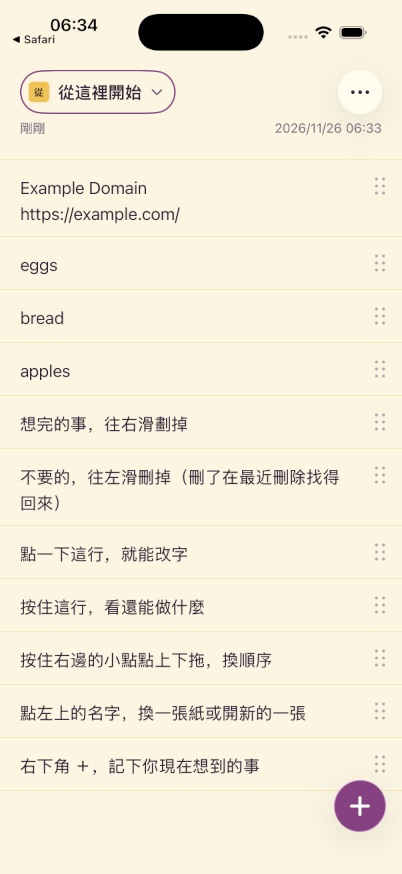 06:34
◀ Safari
從 從這裡開始
剛剛 2026/11/26 06:33
Example Domain
https://example.com/
eggs
bread
apples
想完的事，往右滑劃掉
不要的，往左滑刪掉（刪了在最近刪除找得
回來）
點一下這行，就能改字
按住這行，看還能做什麼
按住右邊的小點點上下拖，換順序
點左上的名字，換一張紙或開新的一張
右下角 ＋，記下你現在想到的事